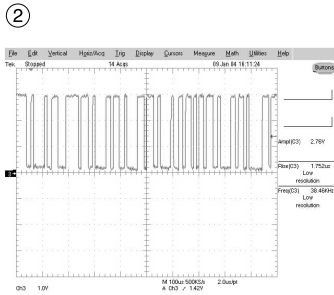 2
File Edit Vertical Horiz/Acq Trig Display Cursors Measure Math Utilities Help
Tek Stopped 14 Acqs 09 Jan 04 16:11:24
Buttons
Ampl(C3) 2.76V
Rise(C3) 1.752us
Low
resolution
Freq(C3) 38.46KHz
Low
resolution
3
Ch3 1.0V
M 100us 500KS/s 2.0us/pt
A Ch3 ∕ 1.42V